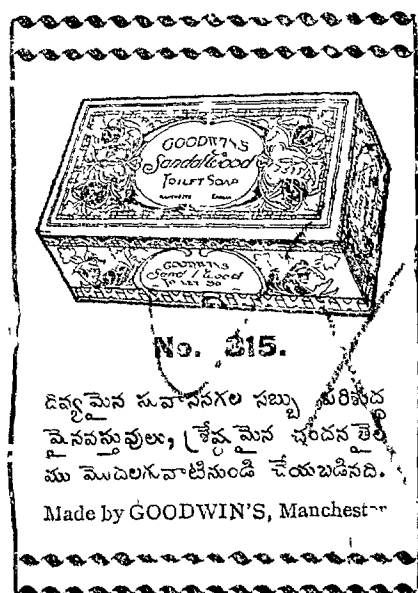 GOODWIN'S
Sandalwood
TOILET SOAP
GOODWIN'S
No. 315.
దివ్యమైన సువాసనగల సబ్బు పరిశుద్ధ
మైనవస్తువులు, శ్రేష్ఠమైన చందన తైల
ము మొదలగువాటినుండి చేయబడినది.
Made by GOODWIN'S, Manchester